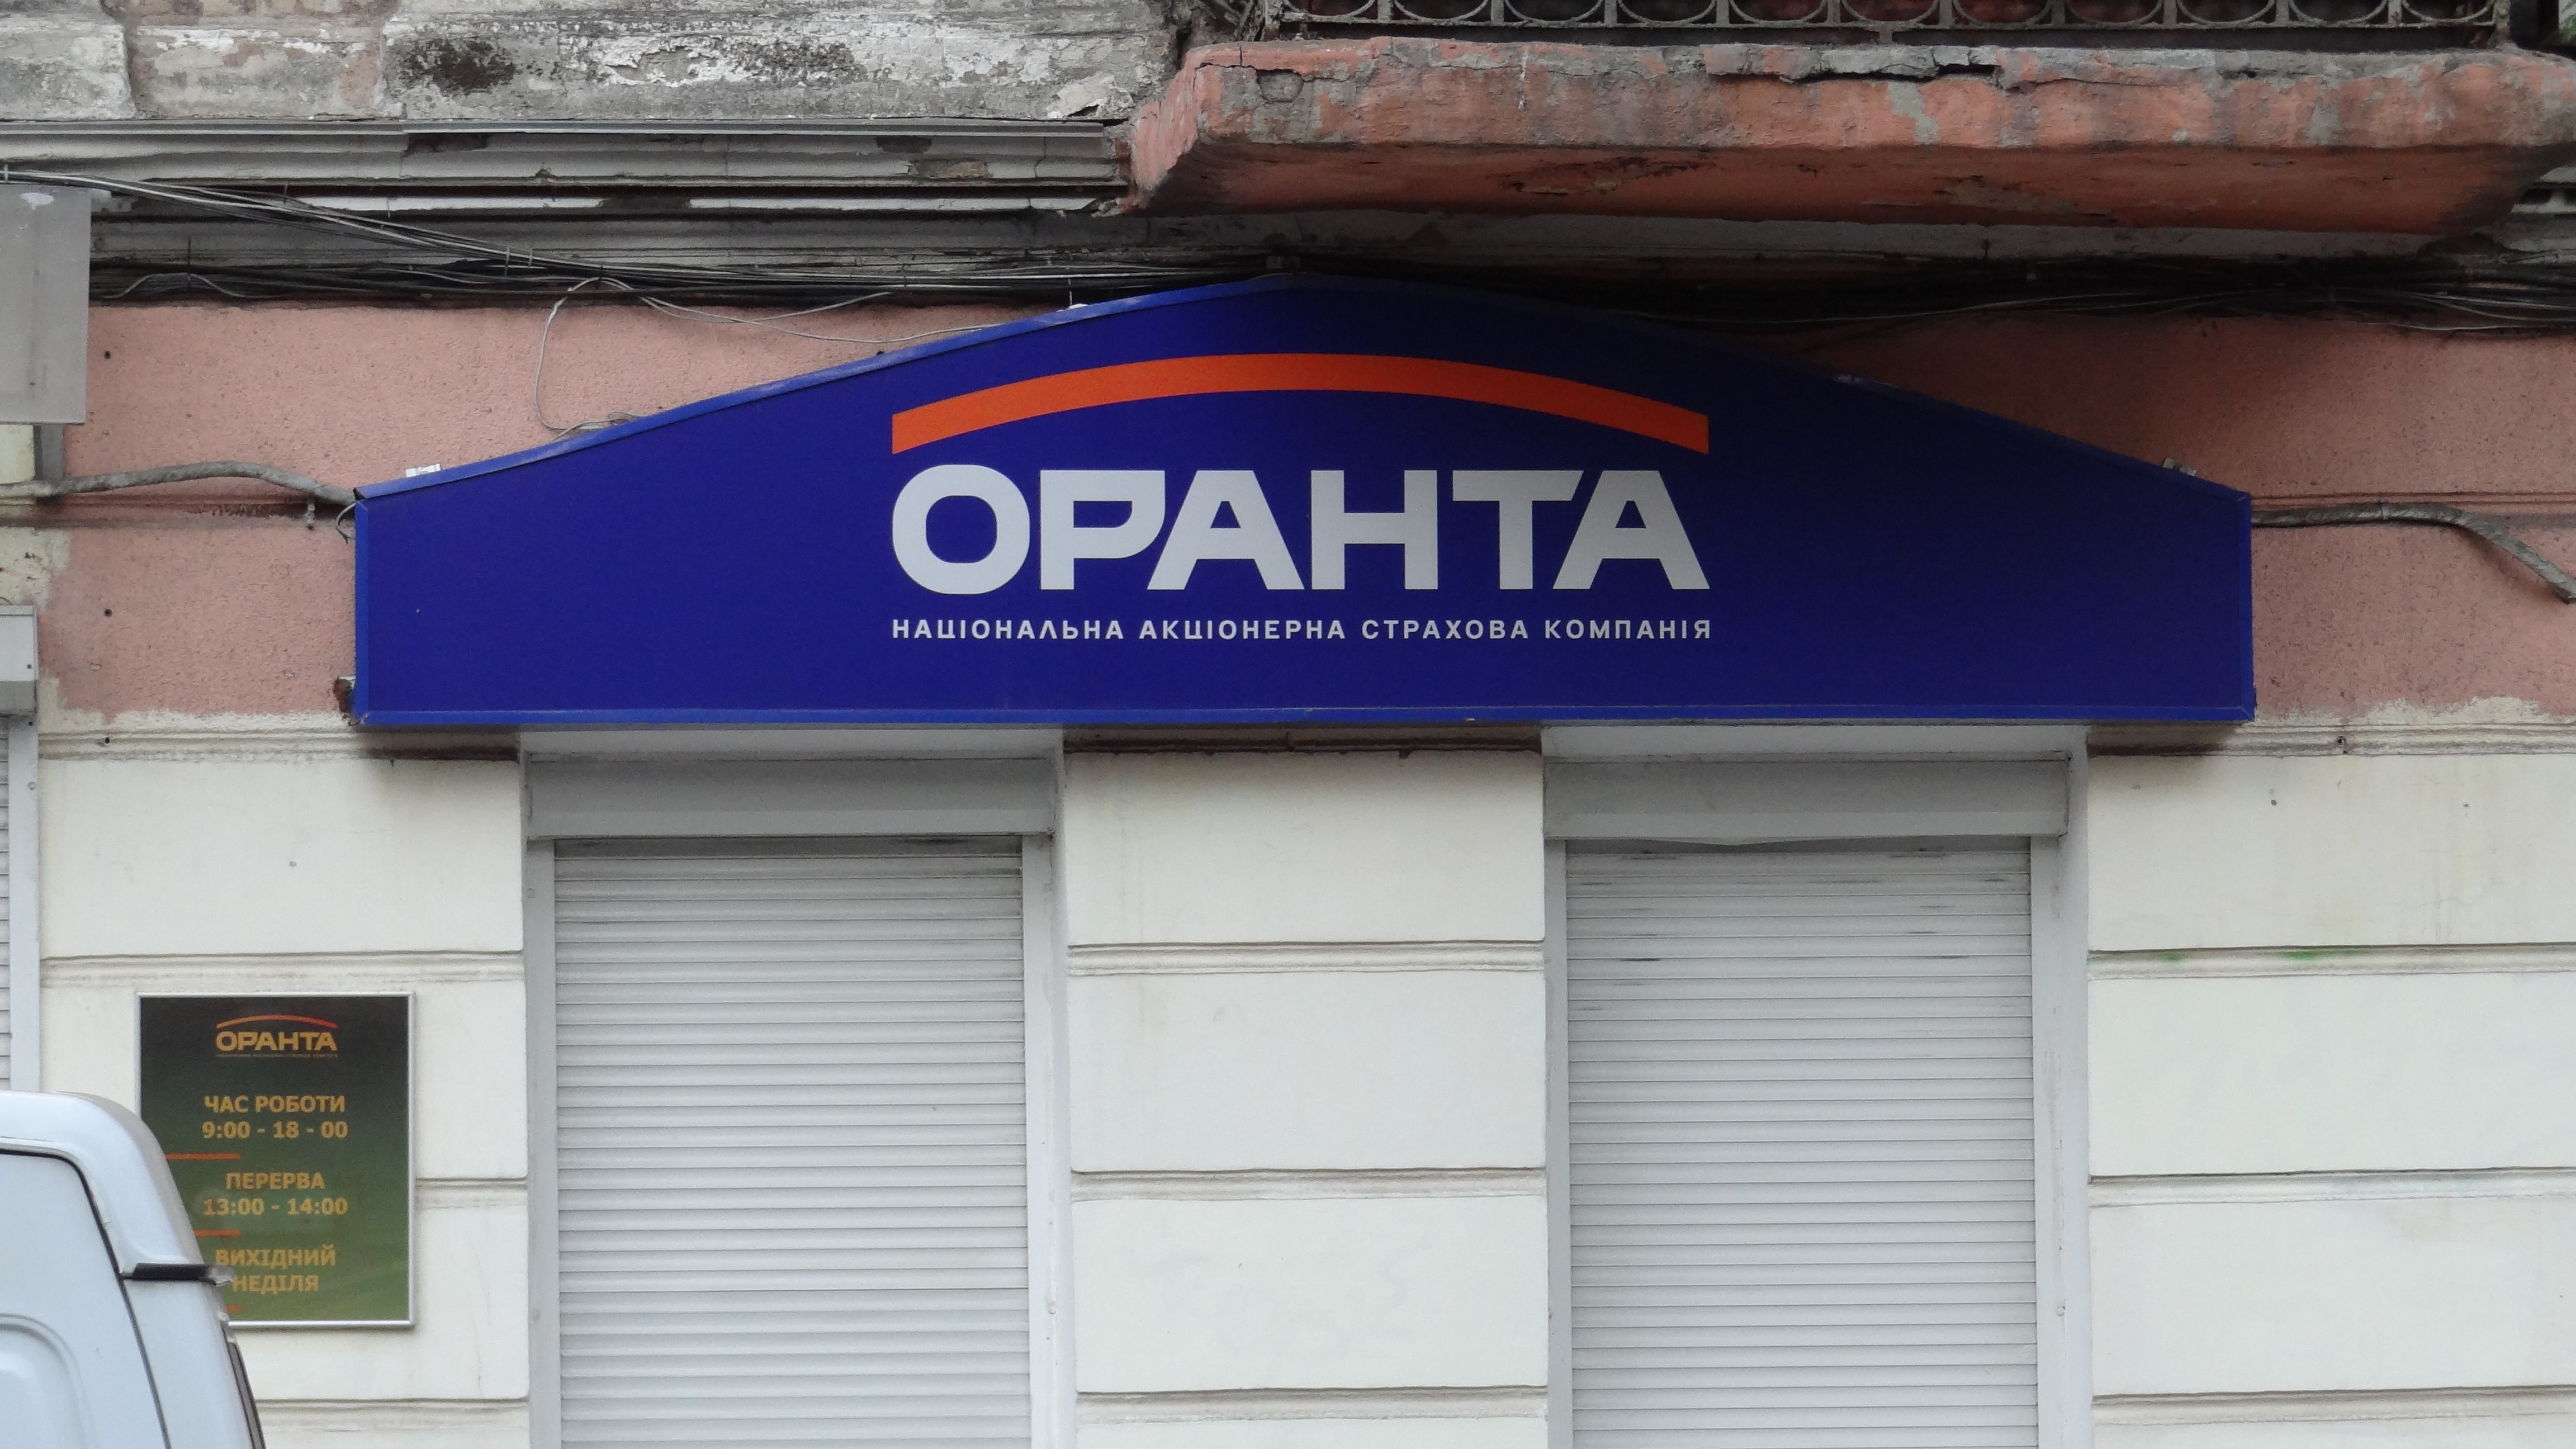 ОРАНТА
НАЦІОНАЛЬНА АКЦІОНЕРНА СТРАХОВА КОМПАНІЯ
ОРАНТА
ЧАС РОБОТИ
9:00 - 18 - 00
ПЕРЕРВА
13:00 - 14:00
ВИХІДНИЙ
НЕДІЛЯ